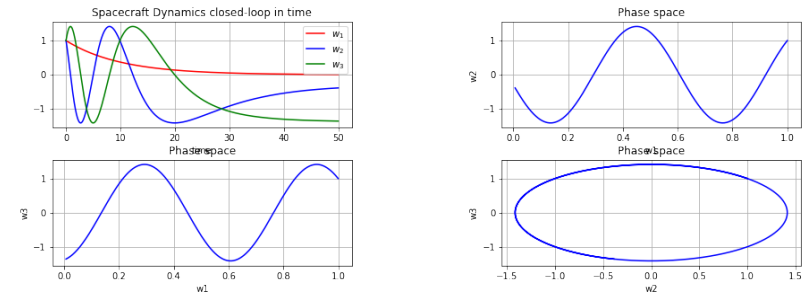 Spacecraft Dynamics closed-loop in time
1
0
−1
w₁
w₂
w₃
0 10 20 30 40 50
time
Phase space
w2
1
0
−1
0.0 0.2 0.4 0.6 0.8 1.0
w1
Phase space
w3
1
0
−1
0.0 0.2 0.4 0.6 0.8 1.0
w1
Phase space
w3
1
0
−1
−1.5 −1.0 −0.5 0.0 0.5 1.0 1.5
w2